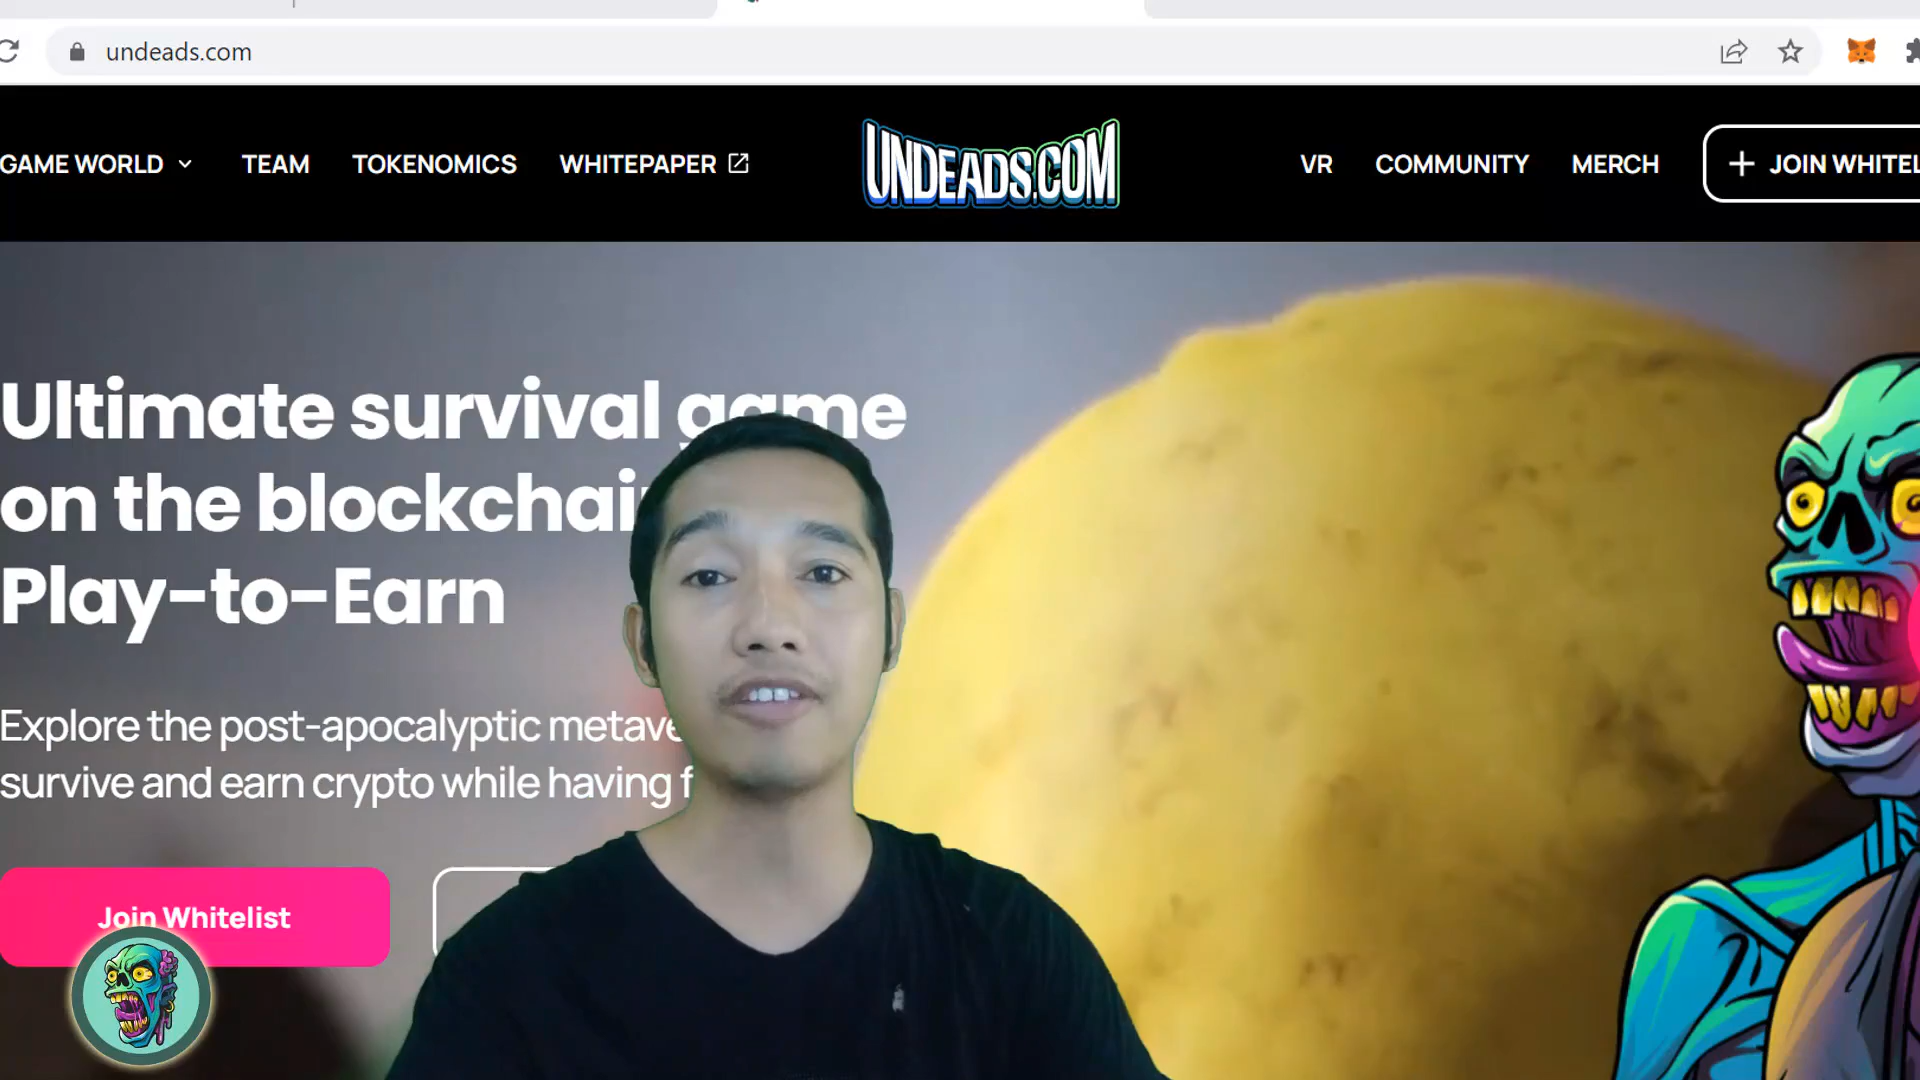 undeads.com
GAME WORLD
TEAM
TOKENOMICS
WHITEPAPER
UNDEADS.COM
VR
COMMUNITY
MERCH
JOIN WHITEL
Ultimate survival game
on the blockchai
Play-to-Earn
Explore the post-apocalyptic metave
survive and earn crypto while having f
Join Whitelist